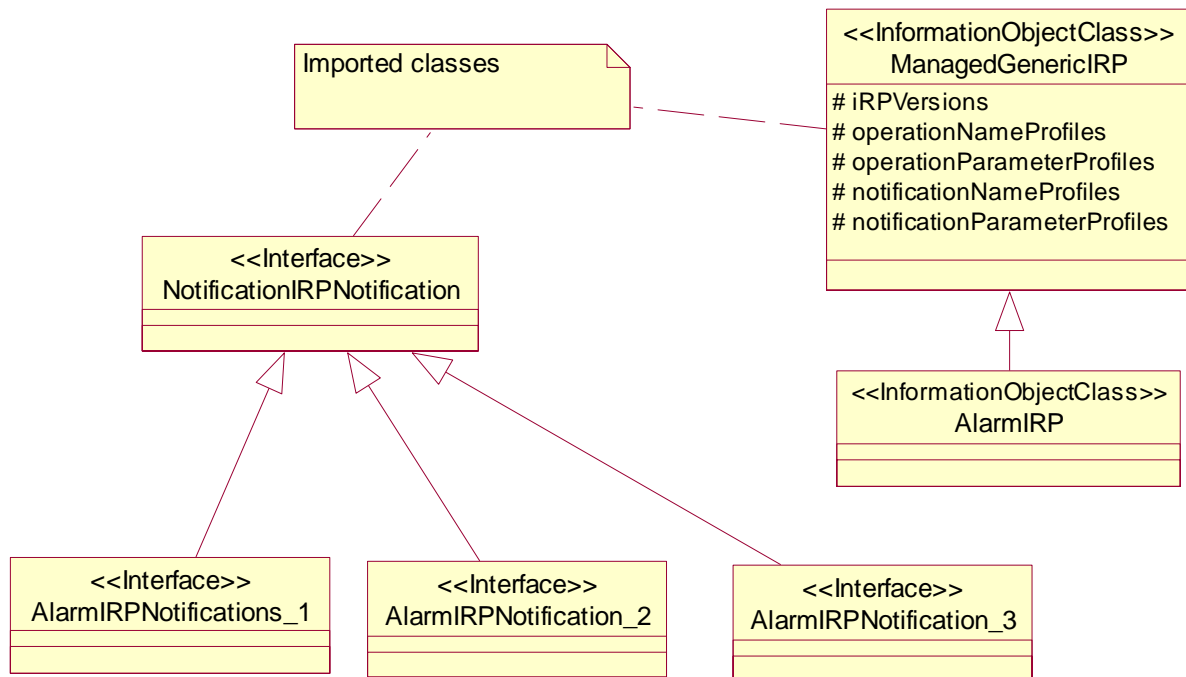 Imported classes
<<InformationObjectClass>>
ManagedGenericIRP
# iRPVersions
# operationNameProfiles
# operationParameterProfiles
# notificationNameProfiles
# notificationParameterProfiles
<<Interface>>
NotificationIRPNotification
<<InformationObjectClass>>
AlarmIRP
<<Interface>>
AlarmIRPNotifications_1
<<Interface>>
AlarmIRPNotification_2
<<Interface>>
AlarmIRPNotification_3